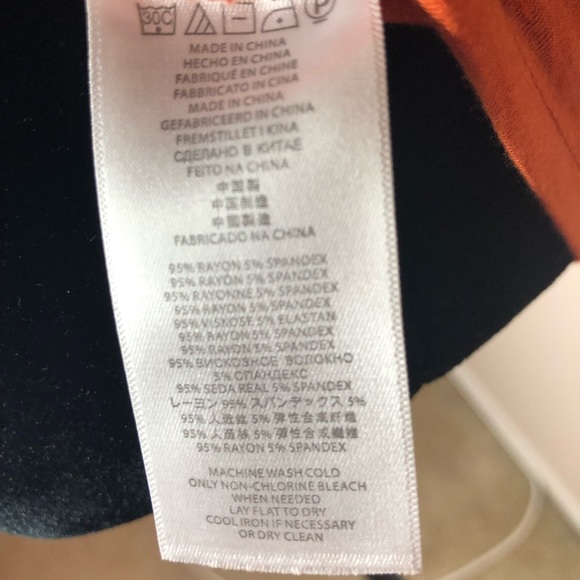 30C P
MADE IN CHINA
HECHO EN CHINA
FABRIQUÉ EN CHINE
FABBRICATO IN CINA
MADE IN CHINA
GEFABRICEERD IN CHINA
FREMSTILLET I KINA
СДЕЛАНО В КИТАЕ
FEITO NA CHINA
中国製
中国制造
中國製造
FABRICADO NA CHINA
95% RAYON 5% SPANDEX
95% RAYÓN 5% SPANDEX
95% RAYONNE 5% SPANDEX
95% RAYON 5% SPANDEX
95% VISKOSE 5% ELASTAN
95% RAYON 5% SPANDEX
95% RAYON 5% SPANDEX
95% ВИСКОЗНОЕ ВОЛОКНО
5% СПАНДЕКС
95% SEDA REAL 5% SPANDEX
レーヨン 95% スパンデックス 5%
95% 人造丝 5% 弹性合成纤维
95% 人造絲 5% 彈性合成纖維
95% RAYON 5% SPANDEX
MACHINE WASH COLD
ONLY NON-CHLORINE BLEACH
WHEN NEEDED
LAY FLAT TO DRY
COOL IRON IF NECESSARY
OR DRY CLEAN